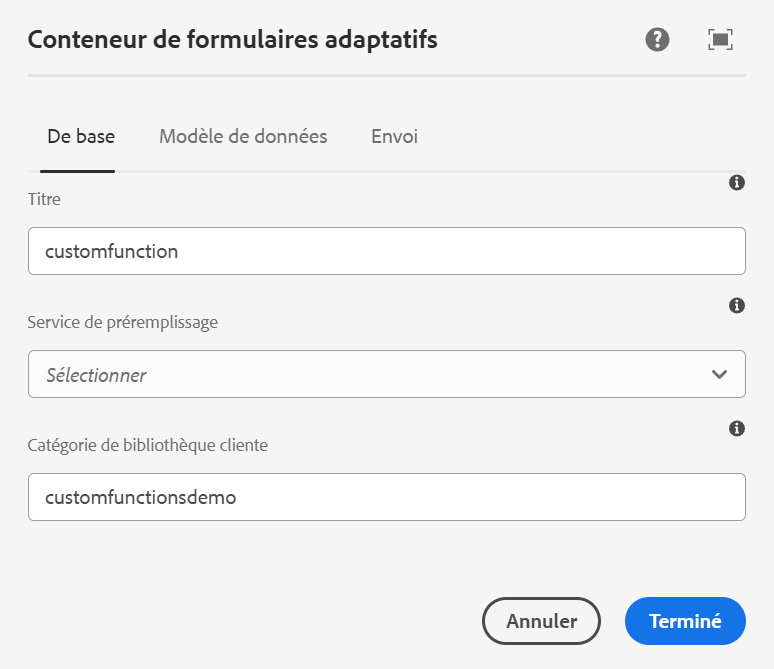 Conteneur de formulaires adaptatifs
De base Modèle de données Envoi
Titre
customfunction
Service de préremplissage
Sélectionner
Catégorie de bibliothèque cliente
customfunctionsdemo
Annuler Terminé